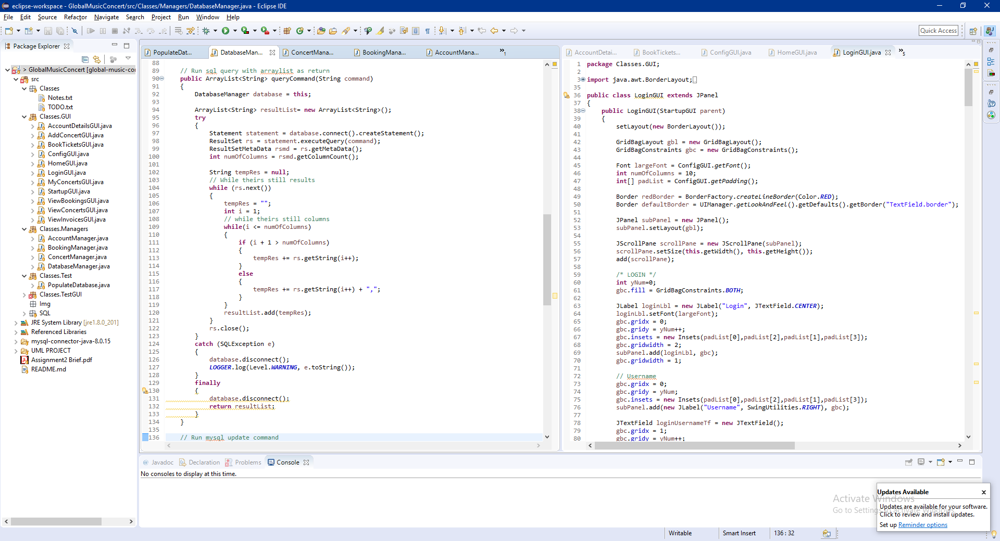 eclipse-workspace - GlobalMusicConcert/src/Classes/Managers/DatabaseManager.java - Eclipse IDE
File Edit Source Refactor Navigate Search Project Run Window Help
Quick Access
Package Explorer
> GlobalMusicConcert [global-music-co
src
Classes
Notes.txt
TODO.txt
Classes.GUI
AccountDetailsGUI.java
AddConcertGUI.java
BookTicketsGUI.java
ConfigGUI.java
HomeGUI.java
LoginGUI.java
MyConcertsGUI.java
StartupGUI.java
ViewBookingsGUI.java
ViewConcertsGUI.java
ViewInvoicesGUI.java
Classes.Managers
AccountManager.java
BookingManager.java
ConcertManager.java
DatabaseManager.java
Classes.Test
PopulateDatabase.java
Classes.TestGUI
Img
SQL
JRE System Library [jre1.8.0_201]
Referenced Libraries
mysql-connector-java-8.0.15
UML PROJECT
Assignment2 Brief.pdf
README.md
PopulateDat... DatabaseMan... ConcertMana... BookingMana... AccountMana... »1
88
89 // Run sql query with arraylist as return
90 public ArrayList<String> queryCommand(String command)
91 {
92 DatabaseManager database = this;
93
94 ArrayList<String> resultList= new ArrayList<String>();
95 try
96 {
97 Statement statement = database.connect().createStatement();
98 ResultSet rs = statement.executeQuery(command);
99 ResultSetMetaData rsmd = rs.getMetaData();
100 int numOfColumns = rsmd.getColumnCount();
101
102 String tempRes = null;
103 // While theirs still results
104 while (rs.next())
105 {
106 tempRes = "";
107 int i = 1;
108 // while theirs still columns
109 while(i <= numOfColumns)
110 {
111 if (i + 1 > numOfColumns)
112 {
113 tempRes += rs.getString(i++);
114 }
115 else
116 {
117 tempRes += rs.getString(i++) + ",";
118 }
119 }
120 resultList.add(tempRes);
121 }
122 rs.close();
123 }
124 catch (SQLException e)
125 {
126 database.disconnect();
127 LOGGER.log(Level.WARNING, e.toString());
128 }
129 finally
130 {
131 database.disconnect();
132 return resultList;
133 }
134 }
135
136 // Run mysql update command
AccountDetai... BookTickets... ConfigGUI.java HomeGUI.java LoginGUI.java »5
1 package Classes.GUI;
2
3 import java.awt.BorderLayout;
35
36 public class LoginGUI extends JPanel
37 {
38 public LoginGUI(StartupGUI parent)
39 {
40 setLayout(new BorderLayout());
41
42 GridBagLayout gbl = new GridBagLayout();
43 GridBagConstraints gbc = new GridBagConstraints();
44
45 Font largeFont = ConfigGUI.getFont();
46 int numOfColumns = 10;
47 int[] padList = ConfigGUI.getPadding();
48
49 Border redBorder = BorderFactory.createLineBorder(Color.RED);
50 Border defaultBorder = UIManager.getLookAndFeel().getDefaults().getBorder("TextField.border");
51
52 JPanel subPanel = new JPanel();
53 subPanel.setLayout(gbl);
54
55 JScrollPane scrollPane = new JScrollPane(subPanel);
56 scrollPane.setSize(this.getWidth(), this.getHeight());
57 add(scrollPane);
58
59 /* LOGIN */
60 int yNum=0;
61 gbc.fill = GridBagConstraints.BOTH;
62
63 JLabel loginLbl = new JLabel("Login", JTextField.CENTER);
64 loginLbl.setFont(largeFont);
65 gbc.gridx = 0;
66 gbc.gridy = yNum++;
67 gbc.insets = new Insets(padList[0],padList[2],padList[1],padList[3]);
68 gbc.gridwidth = 2;
69 subPanel.add(loginLbl, gbc);
70 gbc.gridwidth = 1;
71
72 // Username
73 gbc.gridx = 0;
74 gbc.gridy = yNum;
75 gbc.insets = new Insets(padList[0],padList[2],padList[1],padList[3]);
76 subPanel.add(new JLabel("Username", SwingUtilities.RIGHT), gbc);
77
78 JTextField loginUsernameTf = new JTextField();
79 gbc.gridx = 1;
80 gbc.gridy = yNum++;
@ Javadoc Declaration Problems Console
No consoles to display at this time.
Activate Windows
Go to Settings to activate Windows.
Updates Available
Updates are available for your software.
Click to review and install updates.
Set up Reminder options
Writable Smart Insert 136 : 32